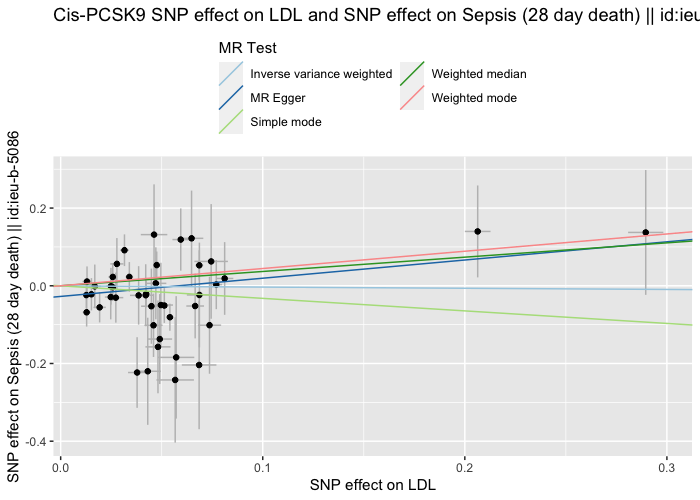 Cis-PCSK9 SNP effect on LDL and SNP effect on Sepsis (28 day death) || id:ieu
MR Test
Inverse variance weighted
Weighted median
MR Egger
Weighted mode
Simple mode
SNP effect on Sepsis (28 day death) || id:ieu-b-5086
0.2
0.0
-0.2
-0.4
0.0
0.1
0.2
0.3
SNP effect on LDL